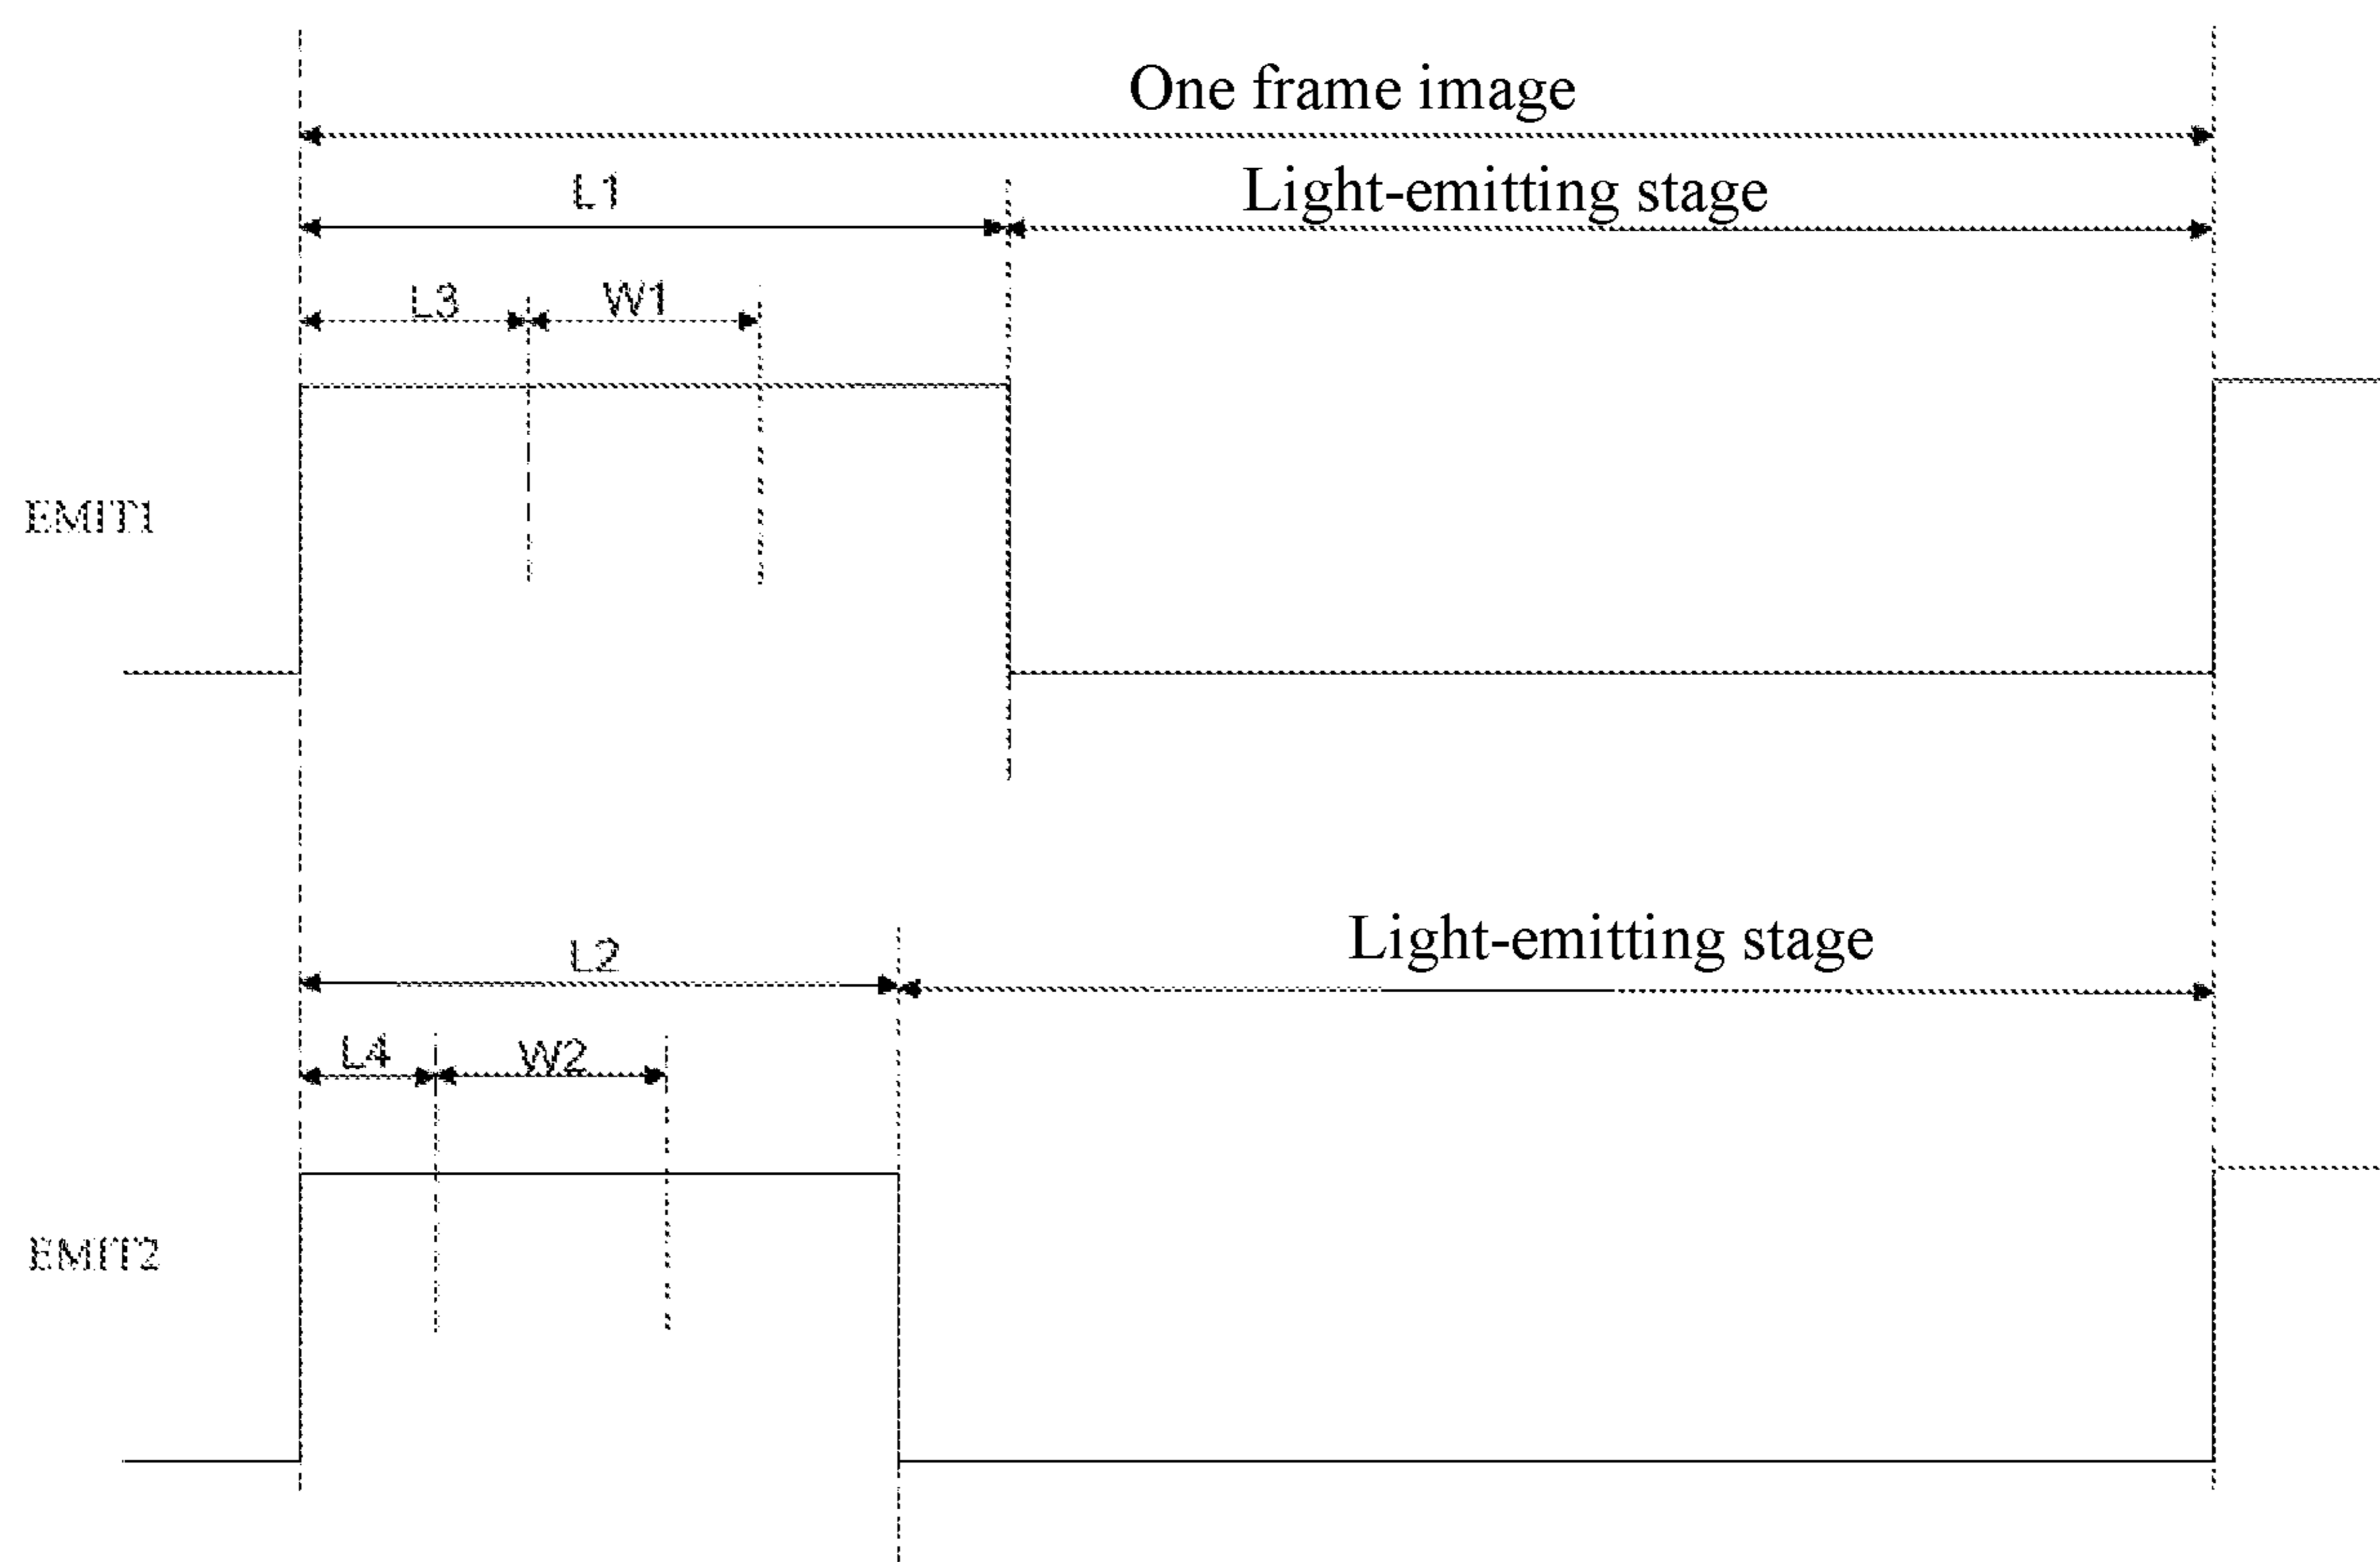 One frame image
L1
Light-emitting stage
L3
W1
EMIT1
L2
Light-emitting stage
L4
W2
EMIT2